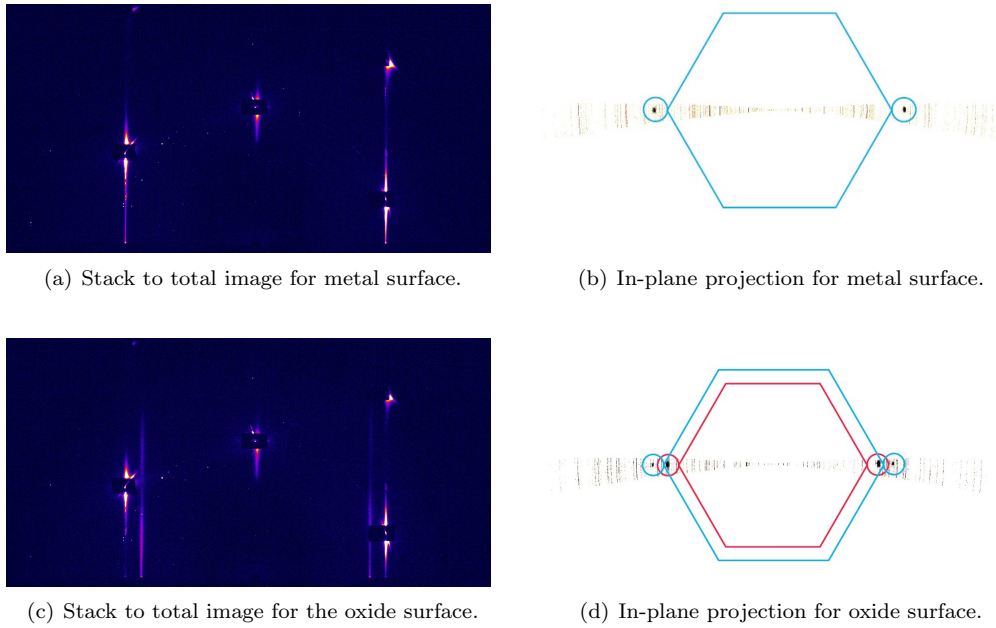 (a) Stack to total image for metal surface.
(b) In-plane projection for metal surface.
(c) Stack to total image for the oxide surface.
(d) In-plane projection for oxide surface.